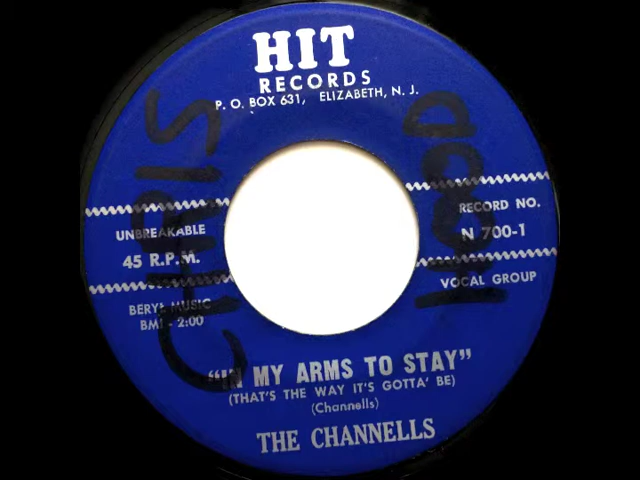 HIT
RECORDS
P. O. BOX 631, ELIZABETH, N. J.
CHRIS
HOOD
UNBREAKABLE
45 R.P.M.
BERYL MUSIC
BMI - 2:00
RECORD NO.
N 700-1
VOCAL GROUP
"IN MY ARMS TO STAY"
(THAT'S THE WAY IT'S GOTTA' BE)
(Channells)
THE CHANNELLS